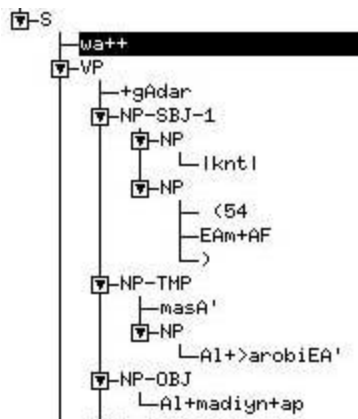 S
wa++
VP
+gAdar
NP-SBJ-1
NP
|kntl
NP
(54
EAm+AF
)
NP-TMP
masA'
NP
Al+>arobiEA'
NP-OBJ
Al+madiyn+ap